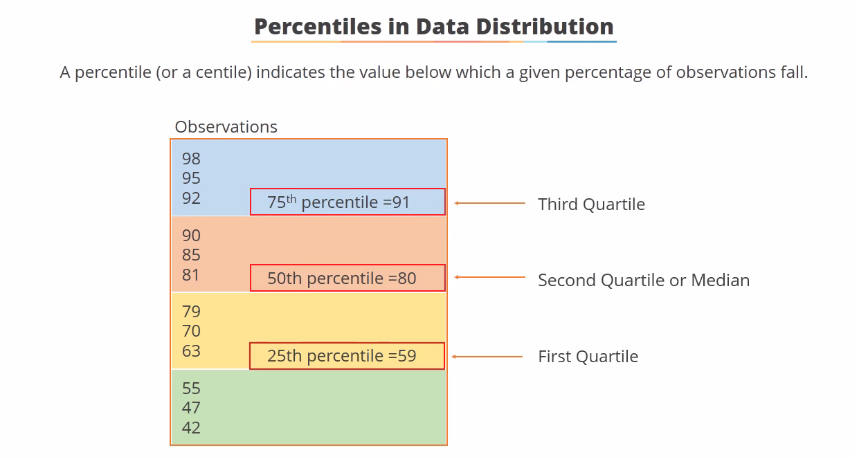 Percentiles in Data Distribution
A percentile (or a centile) indicates the value below which a given percentage of observations fall.
Observations
98
95
92
75th percentile =91
Third Quartile
90
85
81
50th percentile =80
Second Quartile or Median
79
70
63
25th percentile =59
First Quartile
55
47
42